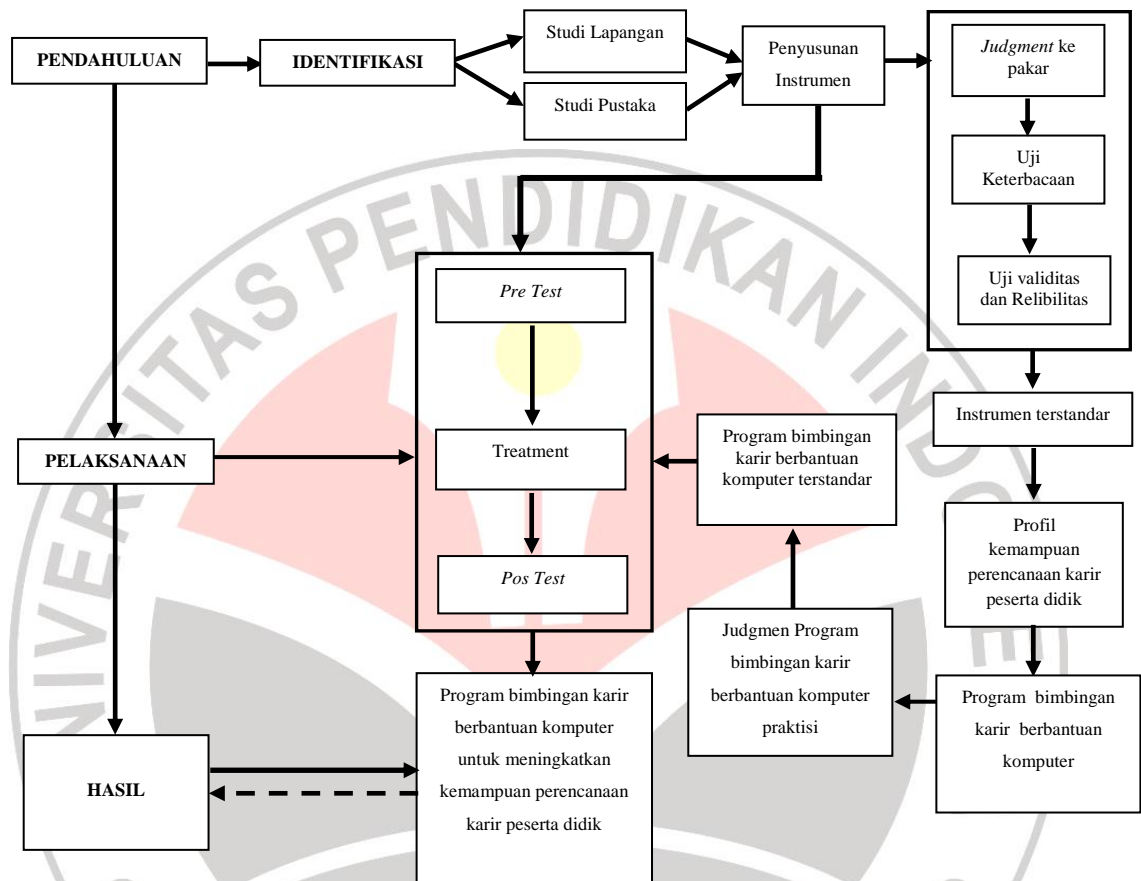 PENDAHULUAN
IDENTIFIKASI
Studi Lapangan
Studi Pustaka
Penyusunan
Instrumen
Judgment ke
pakar
Uji
Keterbacaan
Uji validitas
dan Relibilitas
Instrumen terstandar
Profil
kemampuan
perencanaan karir
peserta didik
Program bimbingan
karir berbantuan
komputer
Judgmen Program
bimbingan karir
berbantuan komputer
praktisi
Program bimbingan
karir berbantuan
komputer terstandar
PELAKSANAAN
Pre Test
Treatment
Pos Test
HASIL
Program bimbingan karir
berbantuan komputer
untuk meningkatkan
kemampuan perencanaan
karir peserta didik
UNIVERSITAS PENDIDIKAN INDO
E